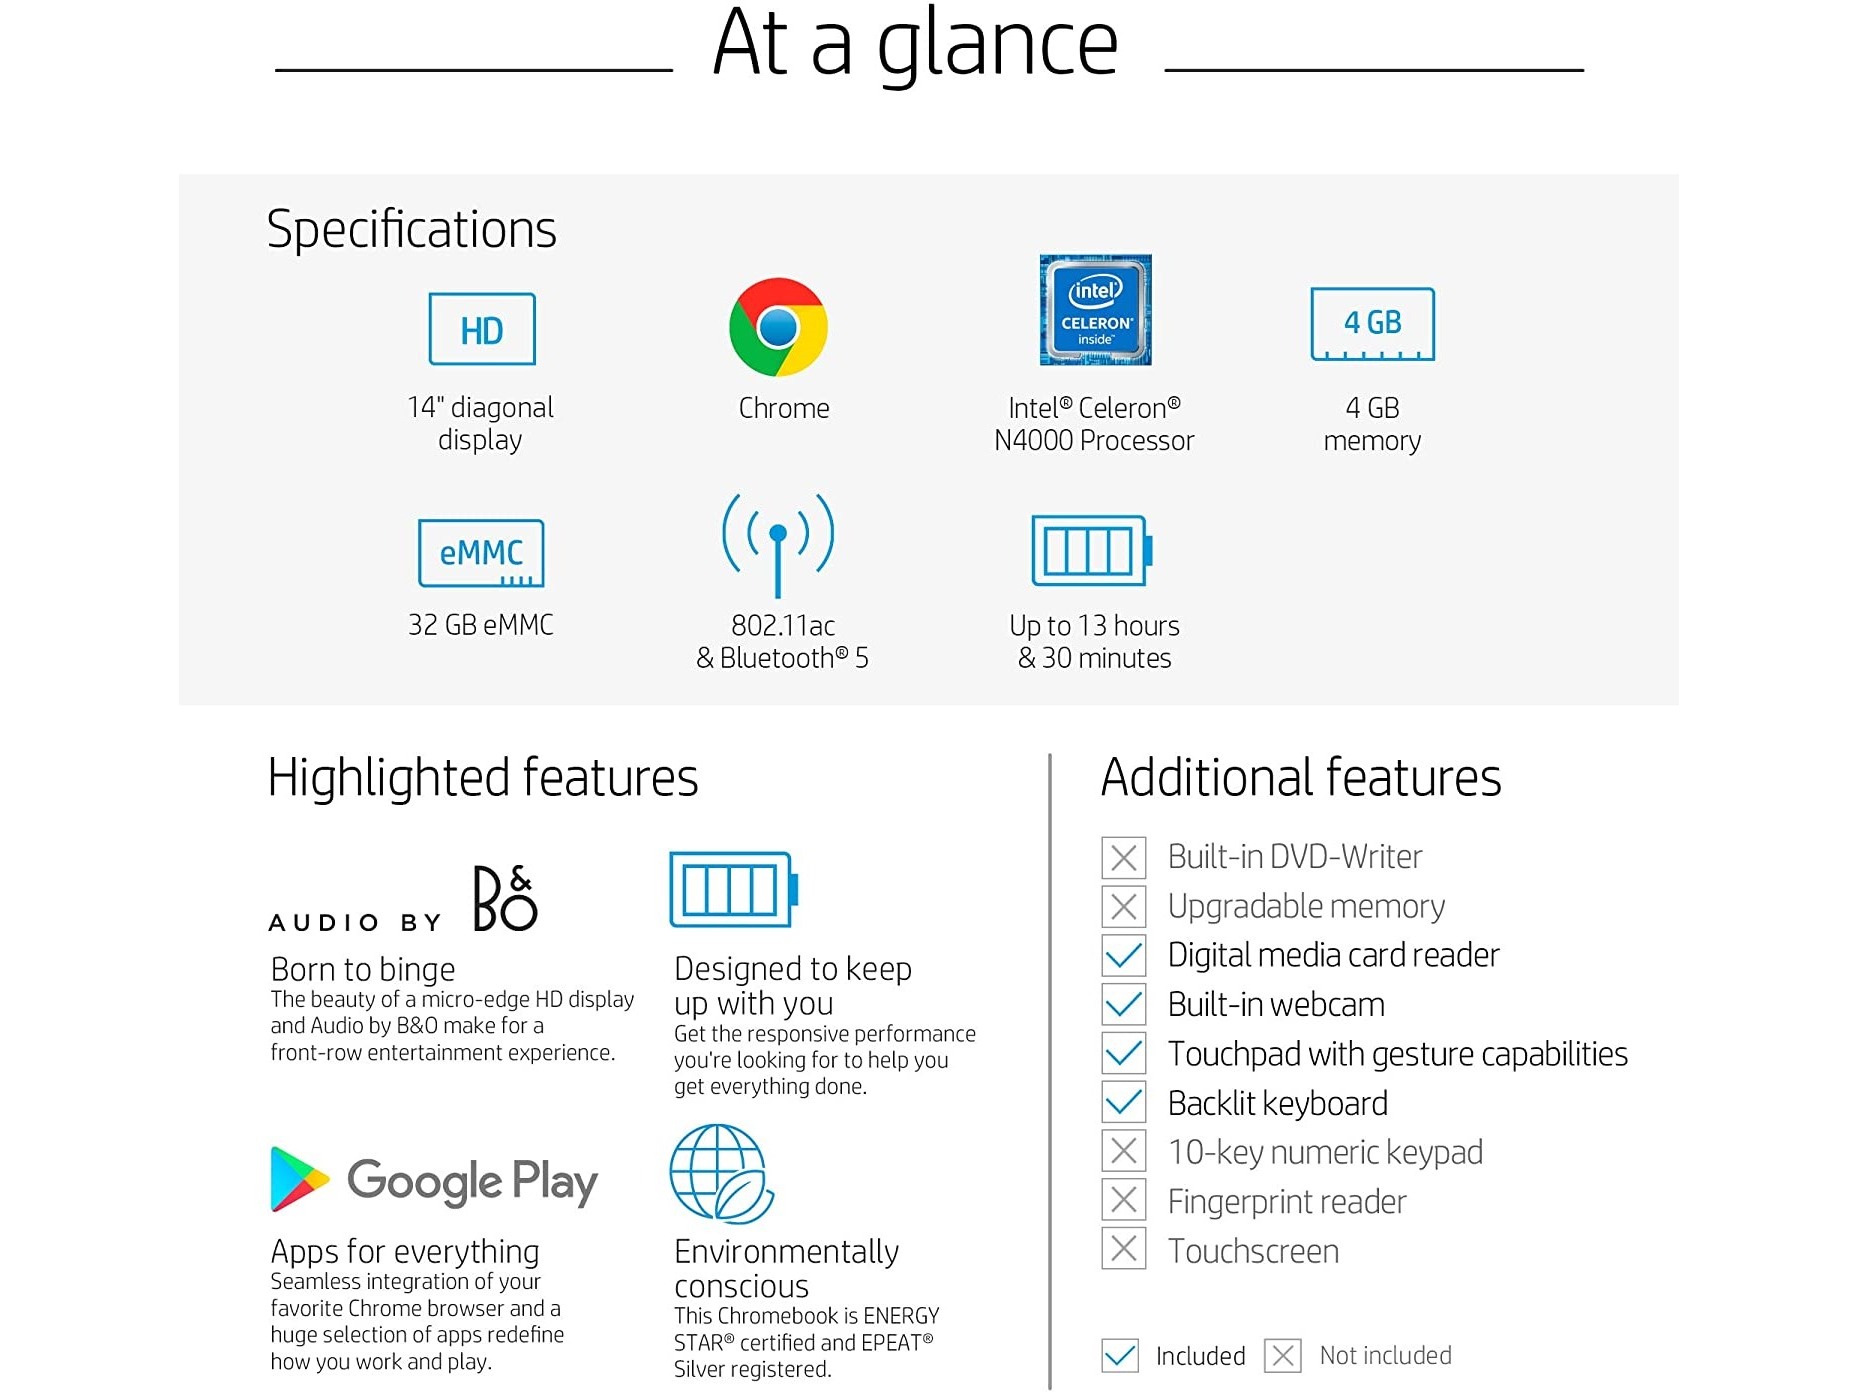 At a glance
Specifications
HD
14" diagonal
display
Chrome
intel
CELERON®
inside™
Intel® Celeron®
N4000 Processor
4 GB
4 GB
memory
eMMC
32 GB eMMC
802.11ac
& Bluetooth® 5
Up to 13 hours
& 30 minutes
Highlighted features
AUDIO BY B&O
Born to binge
The beauty of a micro-edge HD display
and Audio by B&O make for a
front-row entertainment experience.
Designed to keep
up with you
Get the responsive performance
you're looking for to help you
get everything done.
Google Play
Apps for everything
Seamless integration of your
favorite Chrome browser and a
huge selection of apps redefine
how you work and play.
Environmentally
conscious
This Chromebook is ENERGY
STAR® certified and EPEAT®
Silver registered.
Additional features
Built-in DVD-Writer
Upgradable memory
Digital media card reader
Built-in webcam
Touchpad with gesture capabilities
Backlit keyboard
10-key numeric keypad
Fingerprint reader
Touchscreen
Included Not included